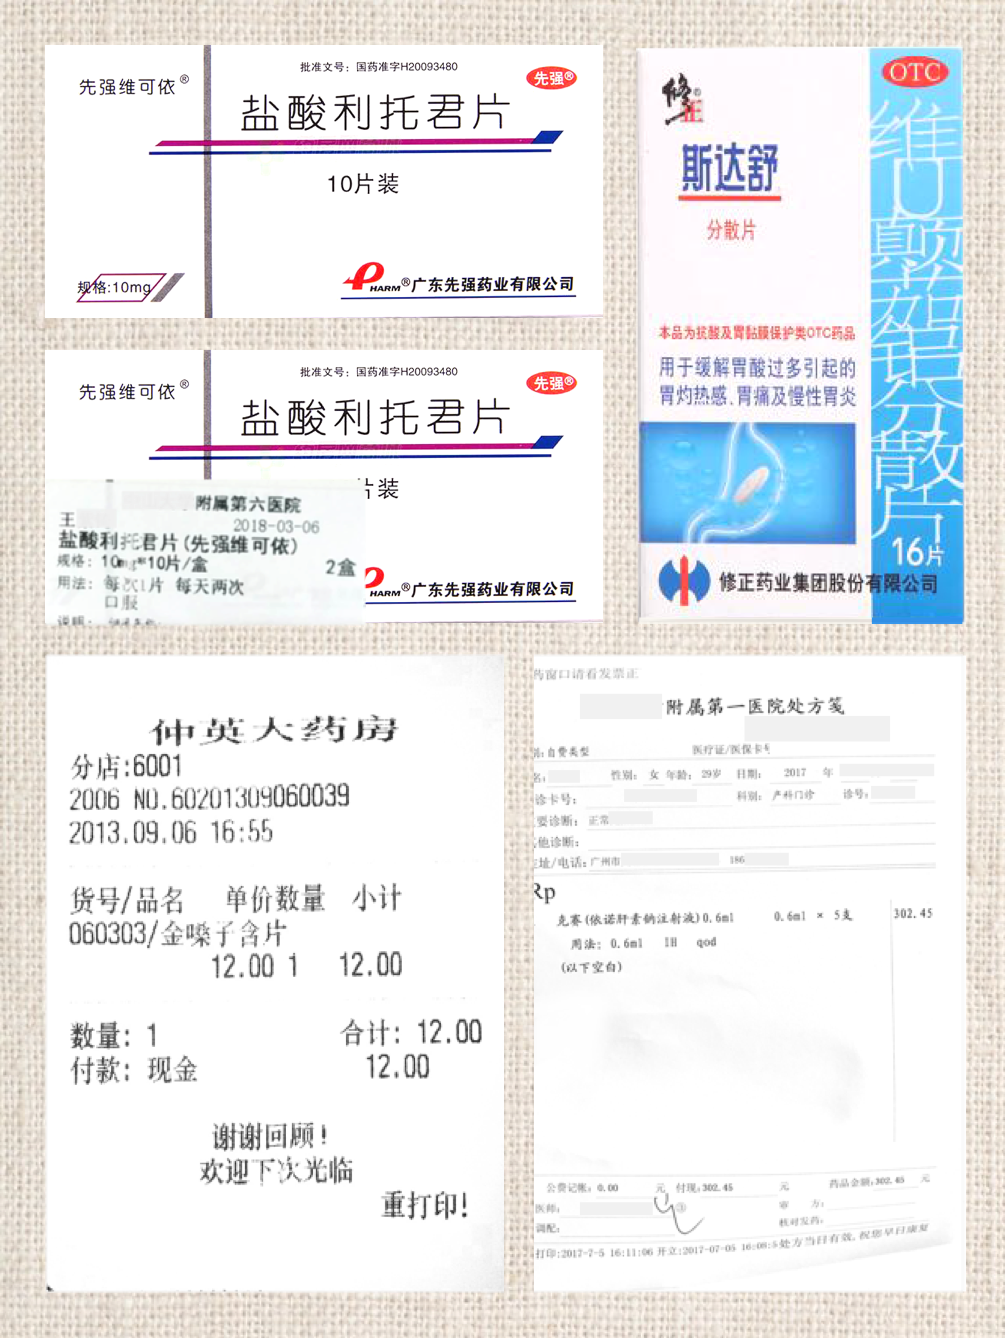 先强维可依®
批准文号：国药准字H20093480
先强®
盐酸利托君片
10片装
规格:10mg
PHARM®广东先强药业有限公司
先强维可依®
批准文号：国药准字H20093480
先强®
盐酸利托君片
片装
附属第六医院
王
2018-03-06
盐酸利托君片(先强维可依)
规格：10mg*10片/盒 2盒
用法：每次1片 每天两次
口服
说明：
PHARM®广东先强药业有限公司
修正®
OTC
斯达舒
分散片
本品为抗酸及胃黏膜保护类OTC药品
用于缓解胃酸过多引起的
胃灼热感、胃痛及慢性胃炎
维U颠茄铝分散片
16片
修正药业集团股份有限公司
仲英大药房
分店:6001
2006 NO.60201309060039
2013.09.06 16:55
货号/品名 单价数量 小计
060303/金嗓子含片
12.00 1 12.00
数量: 1 合计: 12.00
付款: 现金 12.00
谢谢回顾!
欢迎下次光临
重打印!
药窗口请看发票正
附属第一医院处方笺
别:自费类型 医疗证/医保卡号
名: 性别: 女 年龄: 29岁 日期: 2017 年
诊卡号: 科别: 产科门诊 诊号:
要诊断: 正常
其他诊断:
住址/电话: 广州市 186
Rp
克赛(依诺肝素钠注射液)0.6ml 0.6ml × 5支 302.45
用法: 0.6ml IH qod
(以下空白)
公费记帐: 0.00 元 付现:302.45 元 药品金额:302.45 元
医师: ③ 审 方:
调配: 核对发药:
打印:2017-7-5 16:11:06 开立:2017-07-05 16:08:5 处方当日有效,祝您早日康复